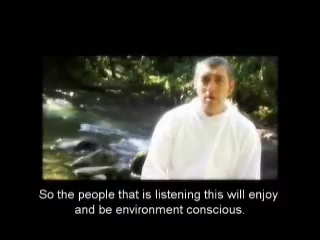 So the people that is listening this will enjoy
and be environment conscious.